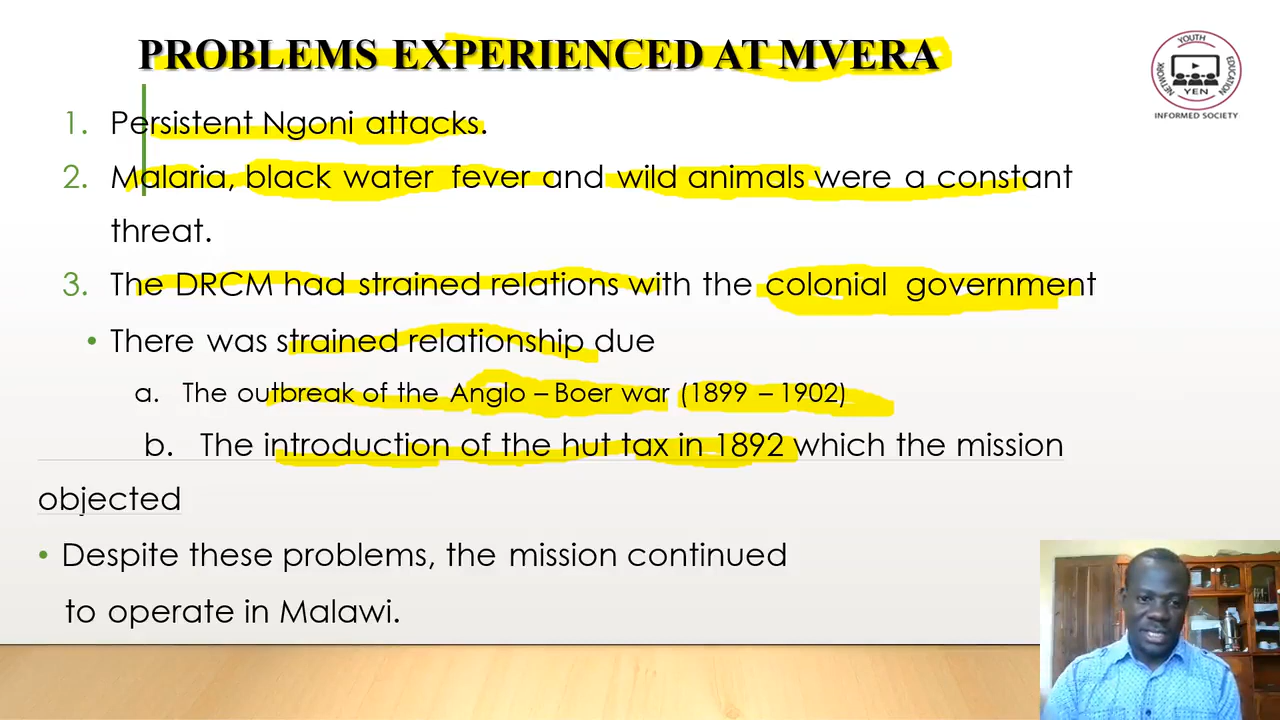 PROBLEMS EXPERIENCED AT MVERA
YOUTH
NETWORK
EDUCATION
YEN
INFORMED SOCIETY
1. Persistent Ngoni attacks.
2. Malaria, black water fever and wild animals were a constant
threat.
3. The DRCM had strained relations with the colonial government
• There was strained relationship due
a. The outbreak of the Anglo – Boer war (1899 – 1902)
b. The introduction of the hut tax in 1892 which the mission
objected
• Despite these problems, the mission continued
to operate in Malawi.